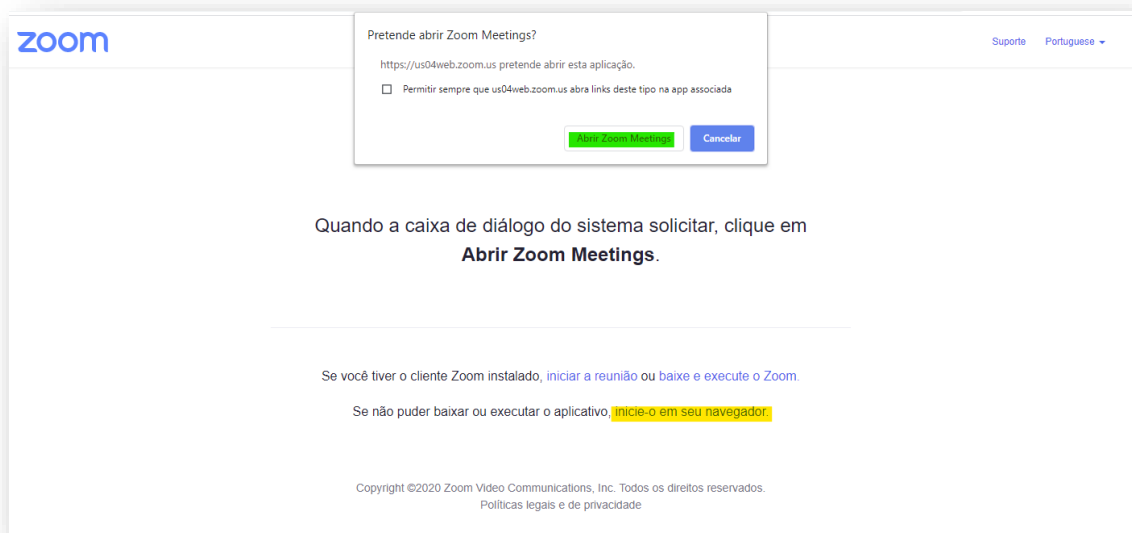 zoom
Suporte Portuguese
Pretende abrir Zoom Meetings?
https://us04web.zoom.us pretende abrir esta aplicação.
Permitir sempre que us04web.zoom.us abra links deste tipo na app associada
Abrir Zoom Meetings Cancelar
Quando a caixa de diálogo do sistema solicitar, clique em
Abrir Zoom Meetings.
Se você tiver o cliente Zoom instalado, iniciar a reunião ou baixe e execute o Zoom.
Se não puder baixar ou executar o aplicativo, inicie-o em seu navegador.
Copyright ©2020 Zoom Video Communications, Inc. Todos os direitos reservados.
Políticas legais e de privacidade